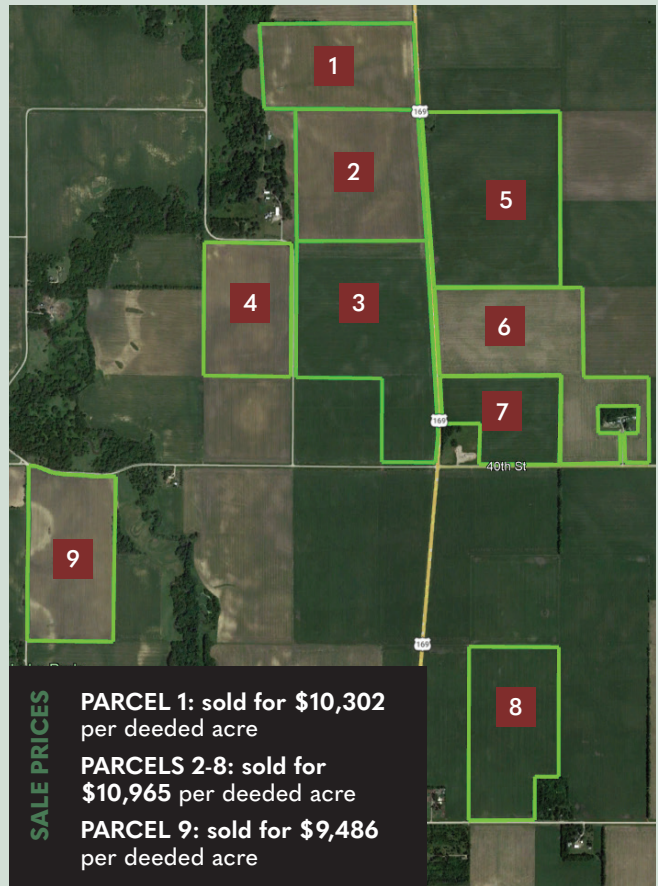 1
169
2
5
4
3
6
7
169
40th St
9
169
8
SALE PRICES
PARCEL 1: sold for $10,302
per deeded acre
PARCELS 2-8: sold for
$10,965 per deeded acre
PARCEL 9: sold for $9,486
per deeded acre